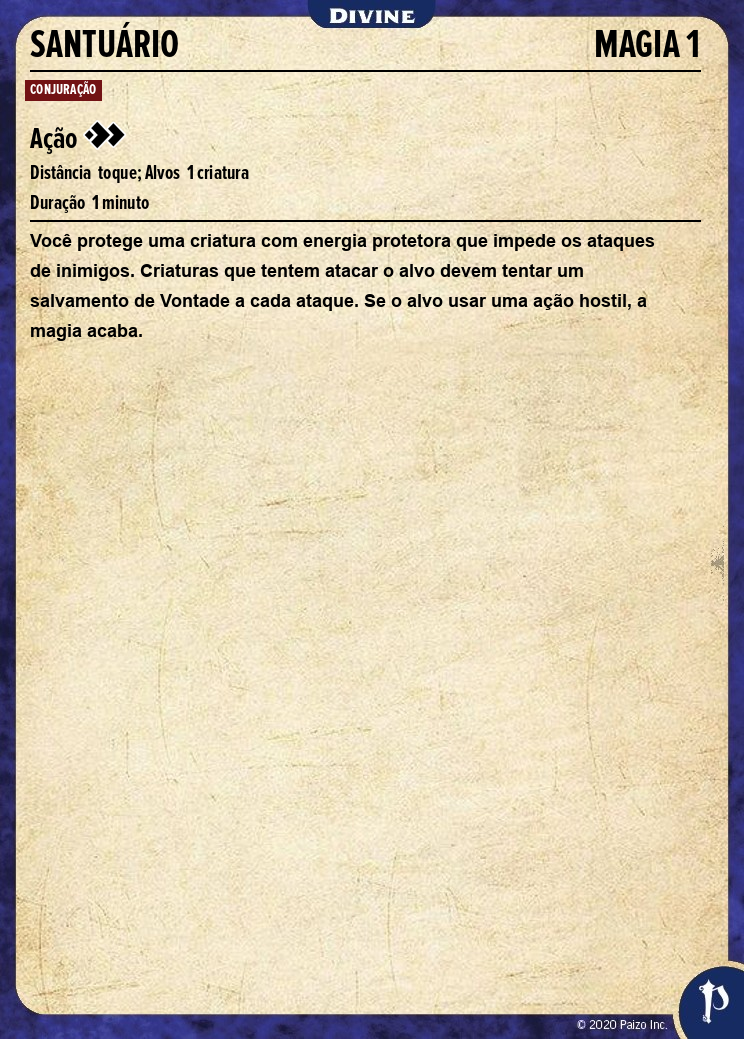 DIVINE
SANTUÁRIO MAGIA 1
CONJURAÇÃO
Ação
Distância toque; Alvos 1 criatura
Duração 1 minuto
Você protege uma criatura com energia protetora que impede os ataques
de inimigos. Criaturas que tentem atacar o alvo devem tentar um
salvamento de Vontade a cada ataque. Se o alvo usar uma ação hostil, a
magia acaba.
© 2020 Paizo Inc.
P